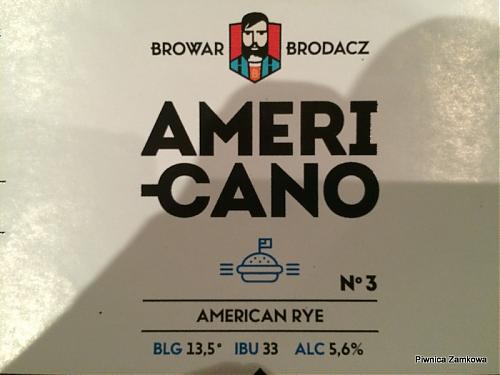 BROWAR BRODACZ
AMERI
-CANO
Nº 3
AMERICAN RYE
BLG 13,5° IBU 33 ALC 5,6%
Piwnica Zamkowa